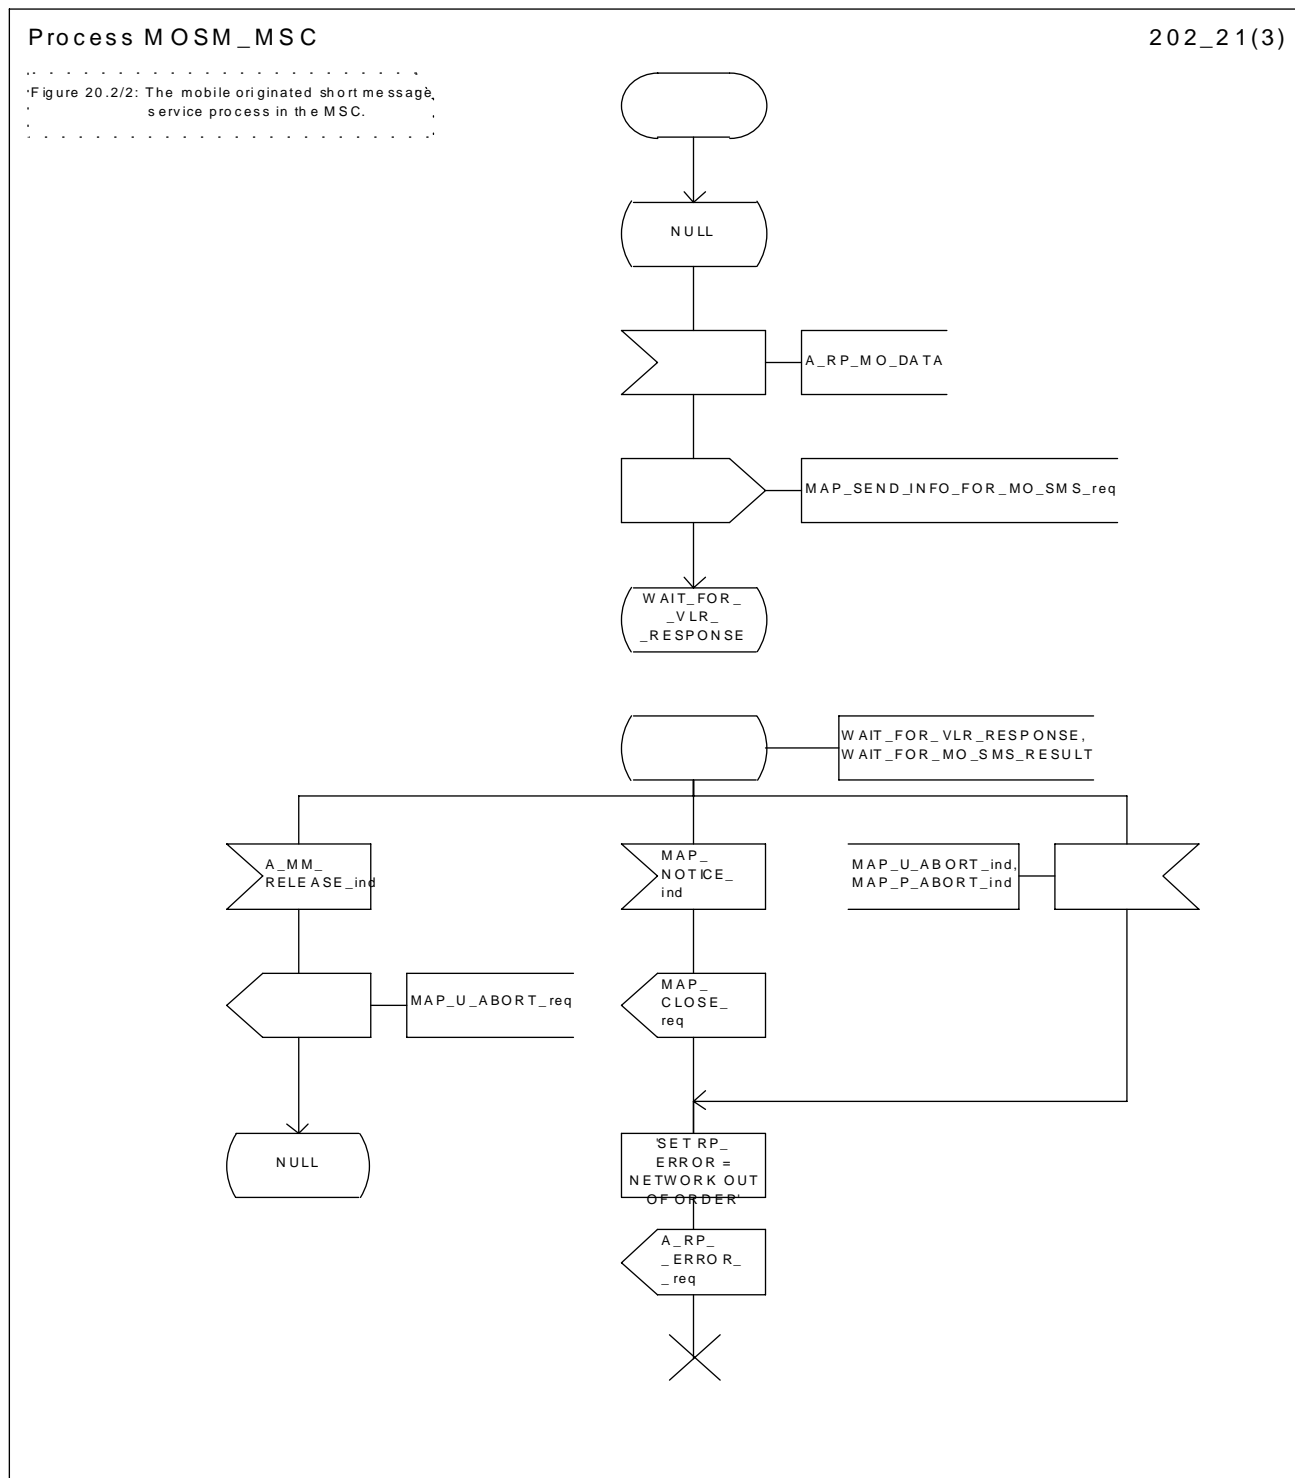 Process MOSM_MSC
202_21(3)
Figure 20.2/2: The mobile originated short message
service process in the MSC.
NULL
A_RP_MO_DATA
MAP_SEND_INFO_FOR_MO_SMS_req
WAIT_FOR_
_VLR_
_RESPONSE
WAIT_FOR_VLR_RESPONSE,
WAIT_FOR_MO_SMS_RESULT
A_MM_
RELEASE_ind
MAP_
NOTICE_
ind
MAP_U_ABORT_ind,
MAP_P_ABORT_ind
MAP_U_ABORT_req
MAP_
CLOSE_
req
NULL
'SET RP_
ERROR =
NETWORK OUT
OF ORDER'
A_RP_
_ERROR_
_req